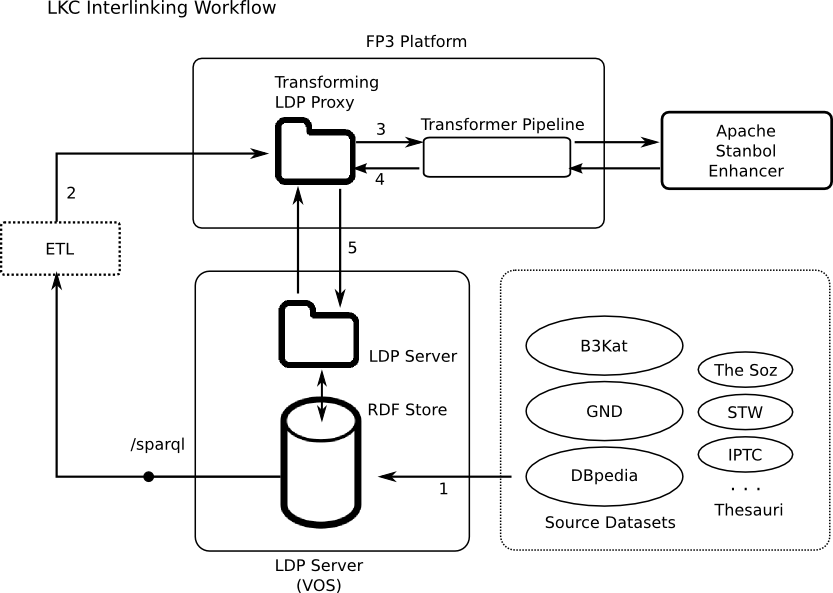 LKC Interlinking Workflow
FP3 Platform
Transforming
LDP Proxy
3
Transformer Pipeline
4
Apache
Stanbol
Enhancer
2
ETL
5
LDP Server
RDF Store
/sparql
1
B3Kat
GND
DBpedia
Source Datasets
The Soz
STW
IPTC
. . .
Thesauri
LDP Server
(VOS)